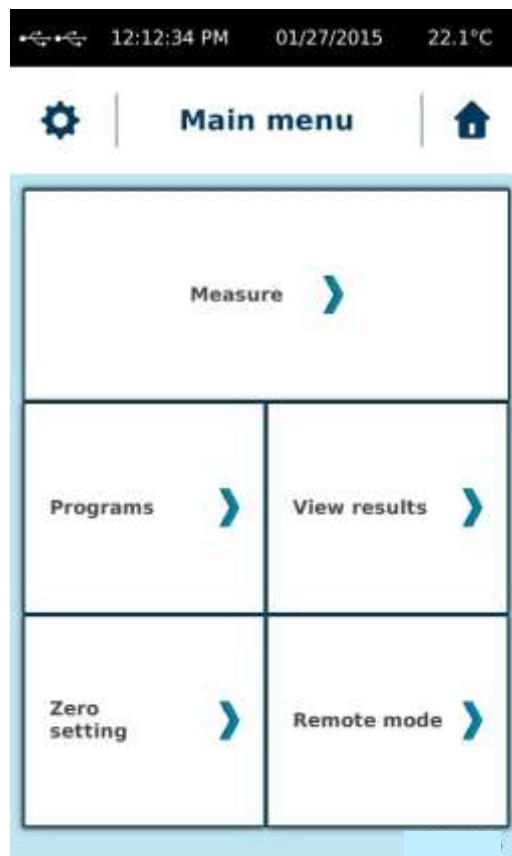 12:12:34 PM 01/27/2015 22.1°C
Main menu
Measure
Programs
View results
Zero
setting
Remote mode